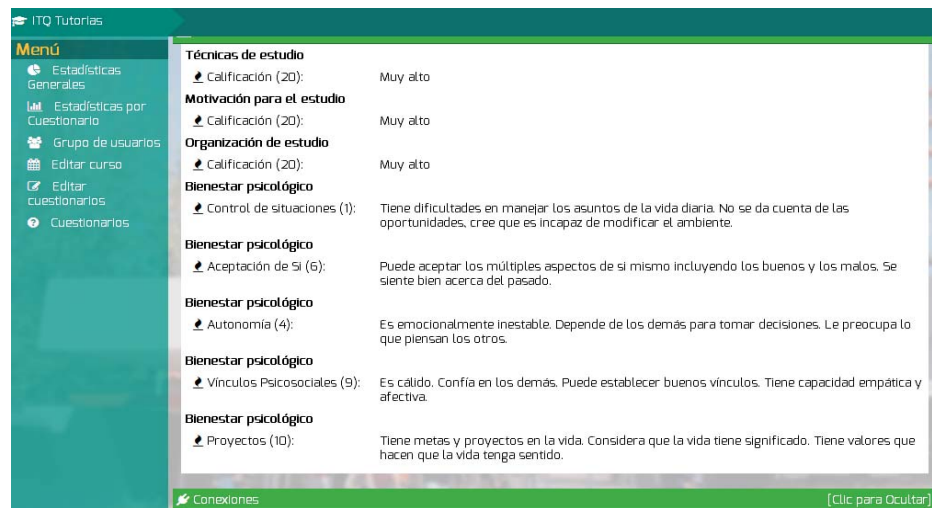 ITQ Tutorias
Menú
Estadísticas
Generales
Estadísticas por
Cuestionario
Grupo de usuarios
Editar curso
Editar
cuestionarios
Cuestionarios
Técnicas de estudio
Calificación (20): Muy alto
Motivación para el estudio
Calificación (20): Muy alto
Organización de estudio
Calificación (20): Muy alto
Bienestar psicológico
Control de situaciones (1): Tiene dificultades en manejar los asuntos de la vida diaria. No se da cuenta de las
oportunidades, cree que es incapaz de modificar el ambiente.
Bienestar psicológico
Aceptación de Si (6): Puede aceptar los múltiples aspectos de si mismo incluyendo los buenos y los malos. Se
siente bien acerca del pasado.
Bienestar psicológico
Autonomía (4): Es emocionalmente inestable. Depende de los demás para tomar decisiones. Le preocupa lo
que piensan los otros.
Bienestar psicológico
Vínculos Psicosociales (9): Es cálido. Confía en los demás. Puede establecer buenos vínculos. Tiene capacidad empática y
afectiva.
Bienestar psicológico
Proyectos (10): Tiene metas y proyectos en la vida. Considera que la vida tiene significado. Tiene valores que
hacen que la vida tenga sentido.
Conexiones [Clic para Ocultar]